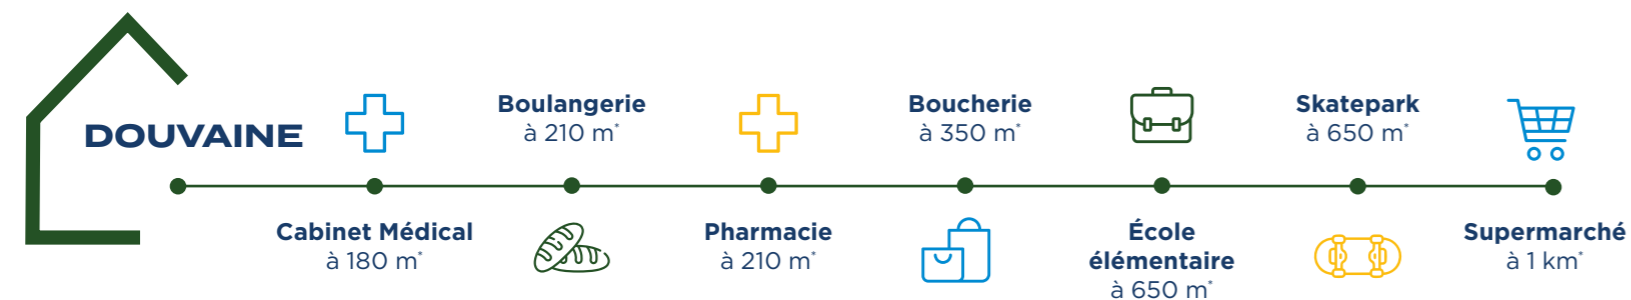 DOUVAINE
Cabinet Médical
à 180 m*
Boulangerie
à 210 m*
Pharmacie
à 210 m*
Boucherie
à 350 m*
École
élémentaire
à 650 m*
Skatepark
à 650 m*
Supermarché
à 1 km*